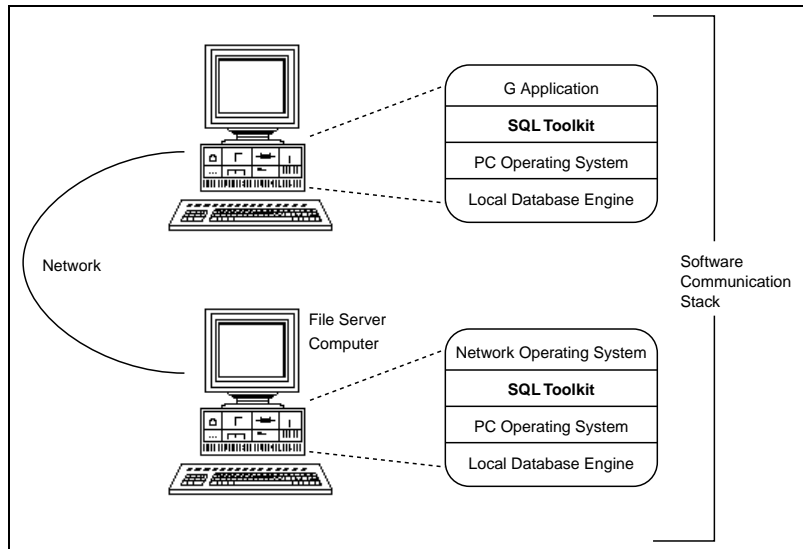 G Application
SQL Toolkit
PC Operating System
Local Database Engine
Network
Software
Communication
Stack
File Server
Computer
Network Operating System
SQL Toolkit
PC Operating System
Local Database Engine